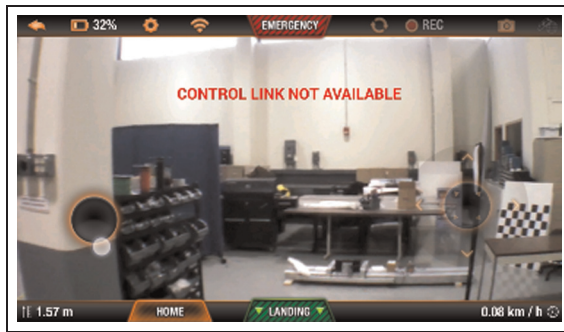 32%
EMERGENCY
REC
CONTROL LINK NOT AVAILABLE
1.57 m
HOME
LANDING
0.08 km / h